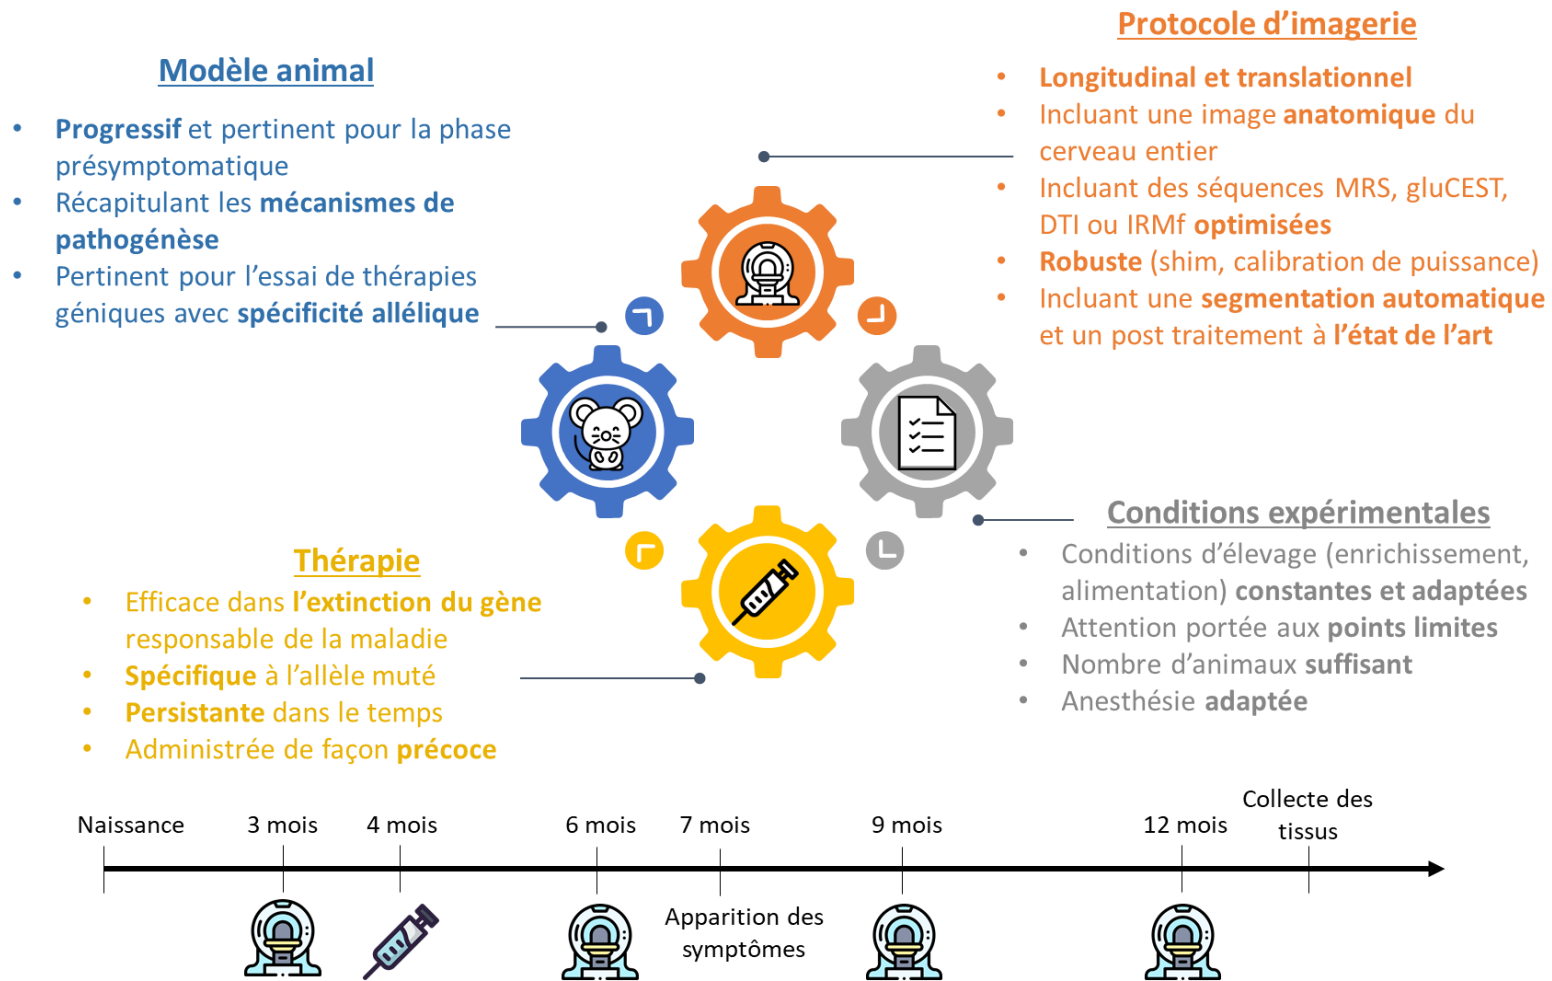 Modèle animal
• Progressif et pertinent pour la phase
présymptomatique
• Récapitulant les mécanismes de
pathogénèse
• Pertinent pour l’essai de thérapies
géniques avec spécificité allélique
Protocole d’imagerie
• Longitudinal et translationnel
• Incluant une image anatomique du
cerveau entier
• Incluant des séquences MRS, gluCEST,
DTI ou IRMf optimisées
• Robuste (shim, calibration de puissance)
• Incluant une segmentation automatique
et un post traitement à l’état de l’art
Thérapie
• Efficace dans l’extinction du gène
responsable de la maladie
• Spécifique à l’allèle muté
• Persistante dans le temps
• Administrée de façon précoce
Conditions expérimentales
• Conditions d’élevage (enrichissement,
alimentation) constantes et adaptées
• Attention portée aux points limites
• Nombre d’animaux suffisant
• Anesthésie adaptée
Naissance
3 mois
4 mois
6 mois
7 mois
9 mois
12 mois
Collecte des
tissus
Apparition des
symptômes